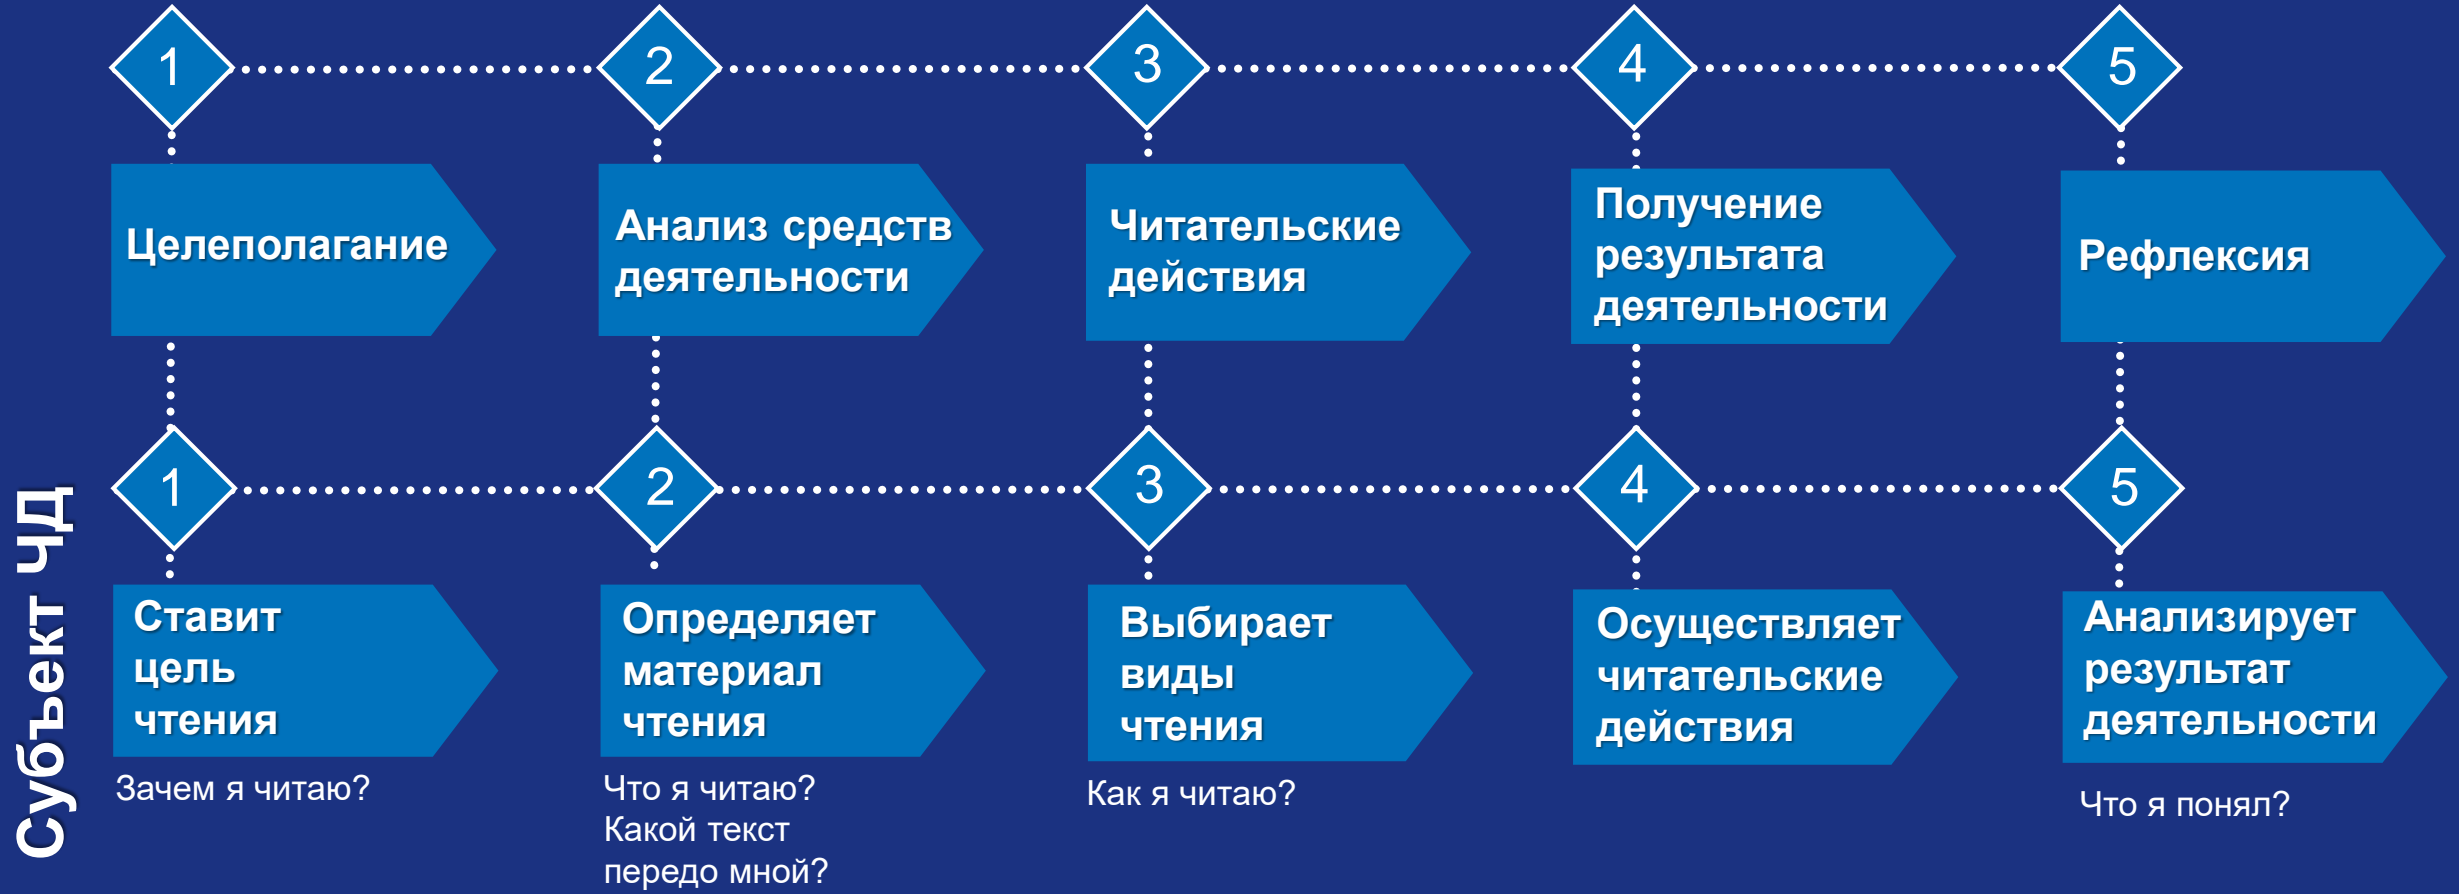 1
2
3
4
5
Целеполагание
Анализ средств
деятельности
Читательские
действия
Получение
результата
деятельности
Рефлексия
Субъект ЧД
1
2
3
4
5
Ставит
цель
чтения
Определяет
материал
чтения
Выбирает
виды
чтения
Осуществляет
читательские
действия
Анализирует
результат
деятельности
Зачем я читаю?
Что я читаю?
Какой текст
передо мной?
Как я читаю?
Что я понял?